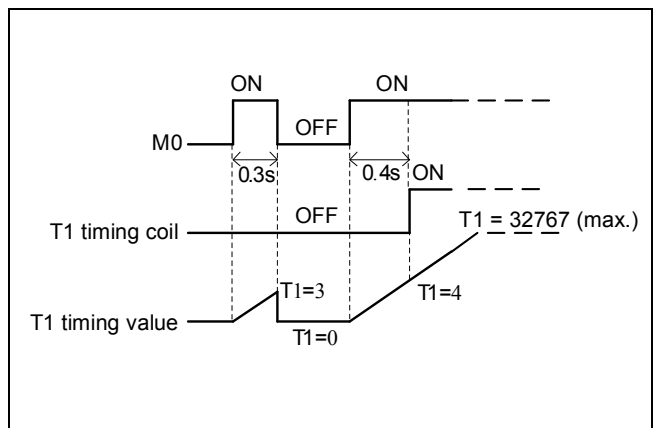 ON
ON
OFF
M0
0.3s
0.4s
ON
OFF
T1 timing coil
T1 = 32767 (max.)
T1=3
T1=4
T1 timing value
T1=0